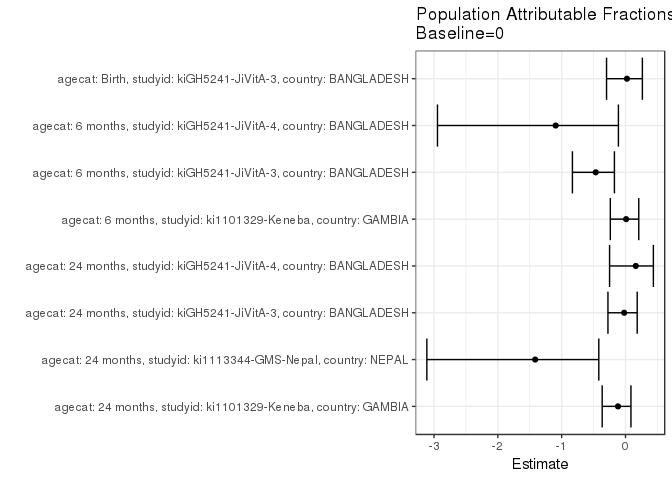 Population Attributable Fractions
Baseline=0
agecat: Birth, studyid: kiGH5241-JiVitA-3, country: BANGLADESH
agecat: 6 months, studyid: kiGH5241-JiVitA-4, country: BANGLADESH
agecat: 6 months, studyid: kiGH5241-JiVitA-3, country: BANGLADESH
agecat: 6 months, studyid: ki1101329-Keneba, country: GAMBIA
agecat: 24 months, studyid: kiGH5241-JiVitA-4, country: BANGLADESH
agecat: 24 months, studyid: kiGH5241-JiVitA-3, country: BANGLADESH
agecat: 24 months, studyid: ki1113344-GMS-Nepal, country: NEPAL
agecat: 24 months, studyid: ki1101329-Keneba, country: GAMBIA
-3 -2 -1 0
Estimate